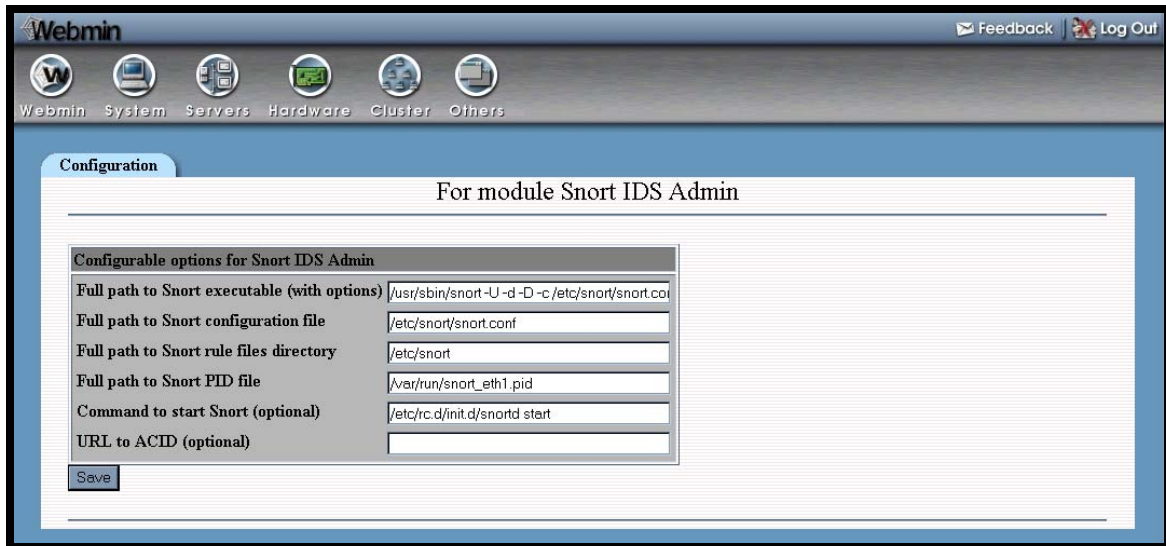 Webmin
Feedback
Log Out
Webmin System Servers Hardware Cluster Others
Configuration
For module Snort IDS Admin
Configurable options for Snort IDS Admin
Full path to Snort executable (with options) /usr/sbin/snort -U -d -D -c /etc/snort/snort.co
Full path to Snort configuration file /etc/snort/snort.conf
Full path to Snort rule files directory /etc/snort
Full path to Snort PID file /var/run/snort_eth1.pid
Command to start Snort (optional) /etc/rc.d/init.d/snortd start
URL to ACID (optional)
Save